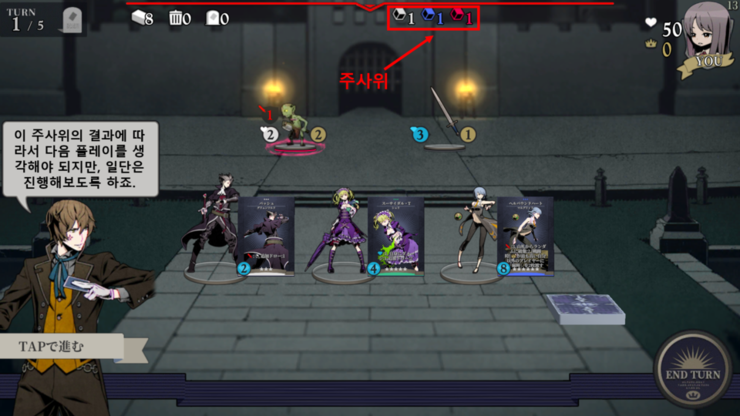 TURN
1 / 5
8
0
0
1
1
1
13
50
0
YOU
주사위
1
2
2
3
1
이 주사위의 결과에 따
라서 다음 플레이를 생
각해야 되지만, 일단은
진행해보도록 하죠.
2
4
8
TAPで進む
END TURN